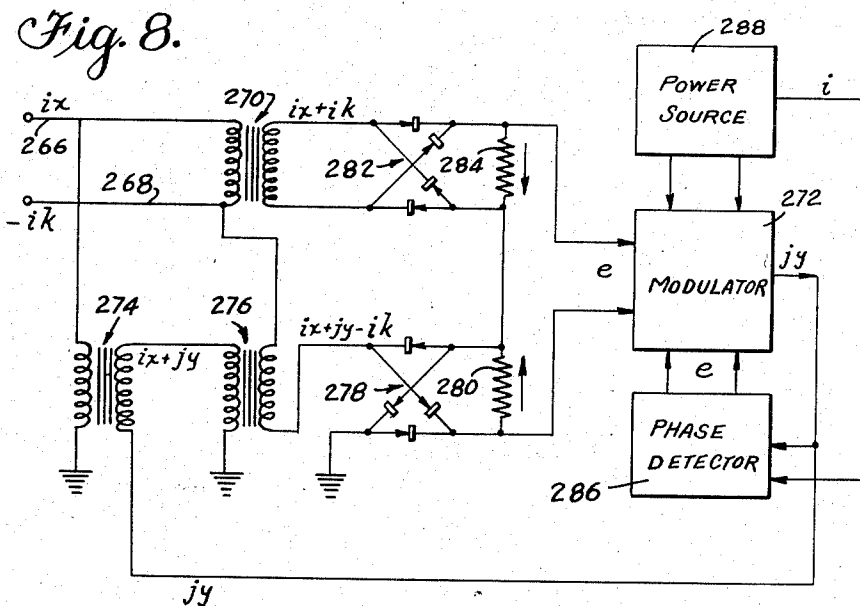 Fig. 8.
288
POWER
SOURCE
i
ix
266
270
ix+ik
282
284
268
-ik
272
e
MODULATOR
jy
274
ix+jy
276
ix+jy-ik
278
280
e
PHASE
DETECTOR
286
jy